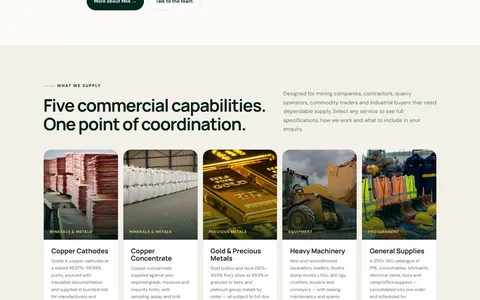 More about MRK →
Talk to the team
WHAT WE SUPPLY
Five commercial capabilities.
One point of coordination.
Designed for mining companies, contractors, quarry
operators, commodity traders and industrial buyers that need
dependable supply. Select any service to see full
specifications, how we work and what to include in your
enquiry.
MINERALS & METALS
Copper Cathodes
Grade A copper cathodes at
a stated 99.97%–99.99%
purity, sourced with
traceable documentation
and supplied in bundled lots
for manufacturers and
MINERALS & METALS
Copper
Concentrate
Copper concentrate
supplied against your
required grade, moisture and
impurity limits, with
sampling, assay and bulk
PRECIOUS METALS
GOLD
Gold & Precious
Metals
Gold bullion and doré (92%–
99.9% fine), silver at 99.9% in
granules or bars, and
platinum group metals by
order — all subject to full due
EQUIPMENT
Heavy Machinery
New and reconditioned
excavators, loaders, dozers,
dump trucks, LHDs, drill rigs,
crushers, screens and
conveyors — with leasing,
maintenance and spares
PROCUREMENT
General Supplies
A 200+ SKU catalogue of
PPE, consumables, lubricants,
electrical items, tools and
camp/office supplies —
consolidated into one order
and scheduled for